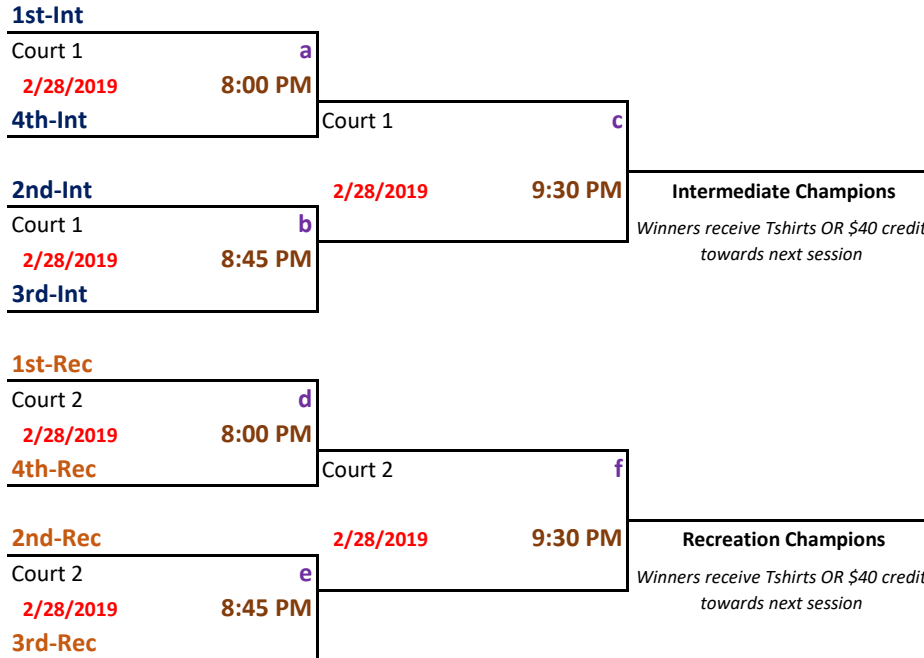 1st-Int
Court 1 a
2/28/2019 8:00 PM
4th-Int
Court 1 c
2nd-Int
2/28/2019 9:30 PM
Intermediate Champions
Court 1 b
Winners receive Tshirts OR $40 credit
2/28/2019 8:45 PM
towards next session
3rd-Int
1st-Rec
Court 2 d
2/28/2019 8:00 PM
4th-Rec
Court 2 f
2nd-Rec
2/28/2019 9:30 PM
Recreation Champions
Court 2 e
Winners receive Tshirts OR $40 credit
2/28/2019 8:45 PM
towards next session
3rd-Rec